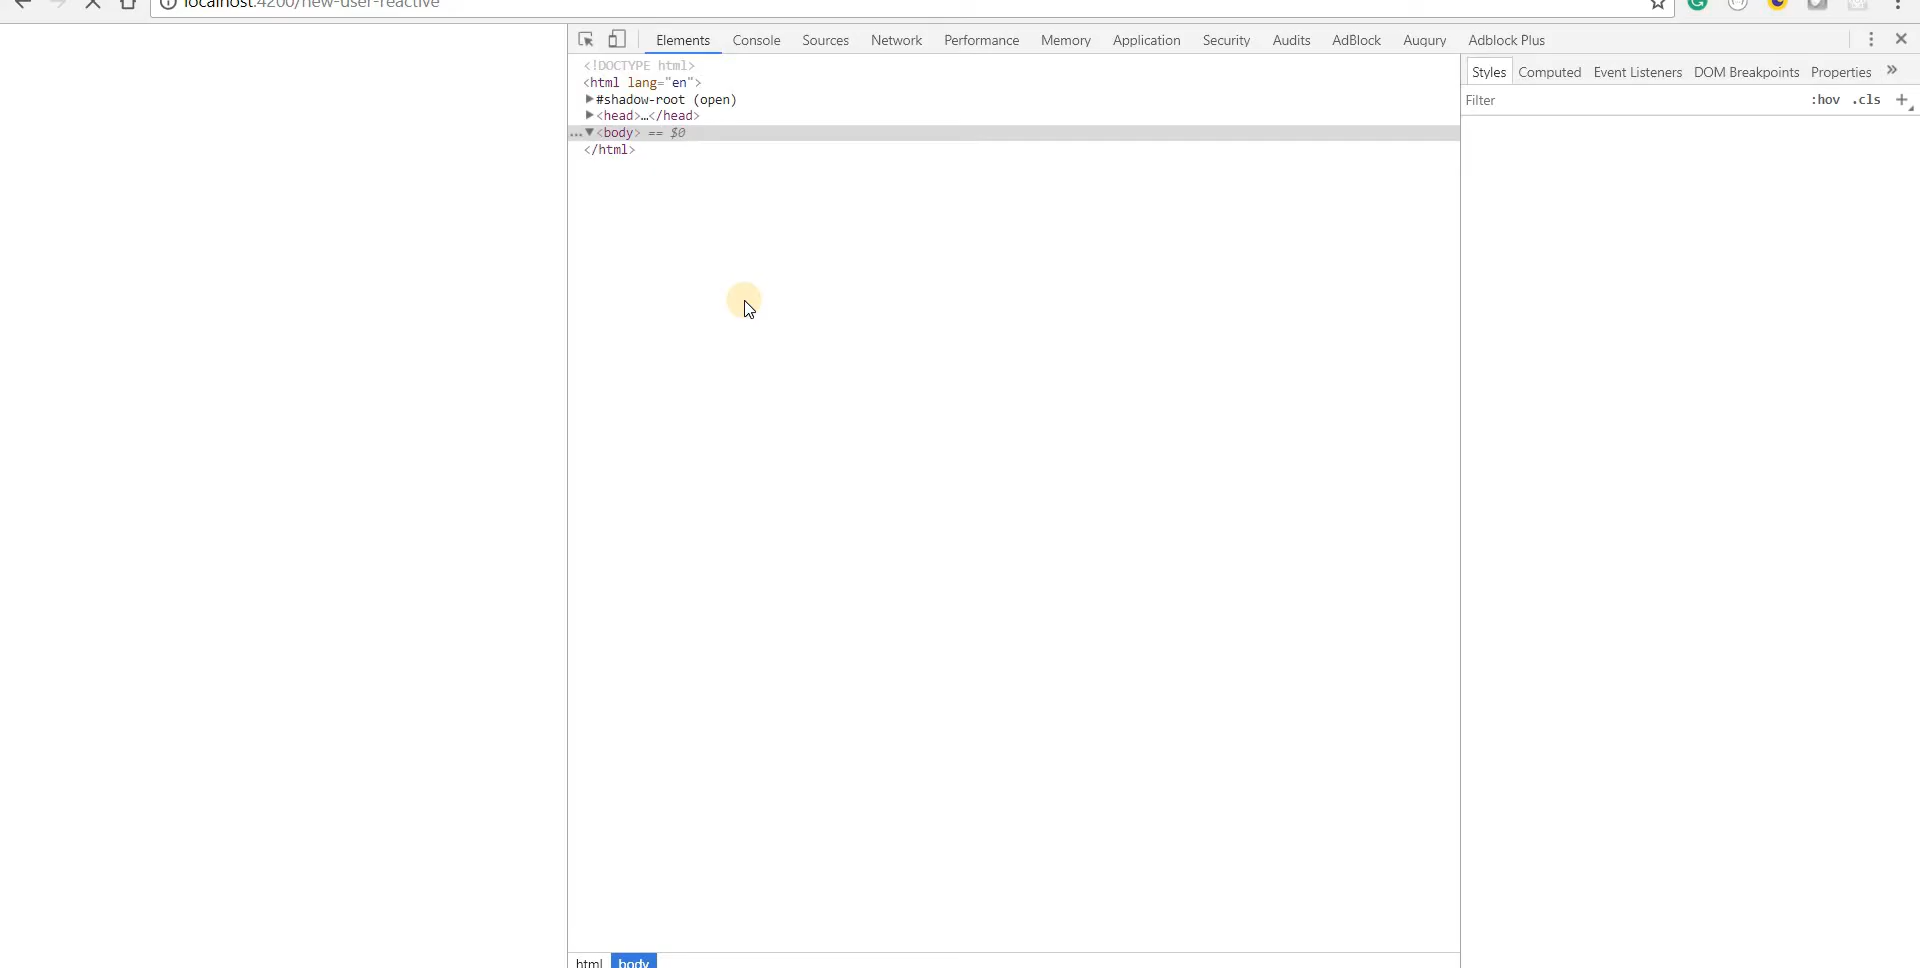 localhost:4200/new-user-reactive
Elements Console Sources Network Performance Memory Application Security Audits AdBlock Augury Adblock Plus
<!DOCTYPE html>
<html lang="en">
#shadow-root (open)
<head>…</head>
<body> == $0
</html>
html body
Styles Computed Event Listeners DOM Breakpoints Properties
Filter :hov .cls